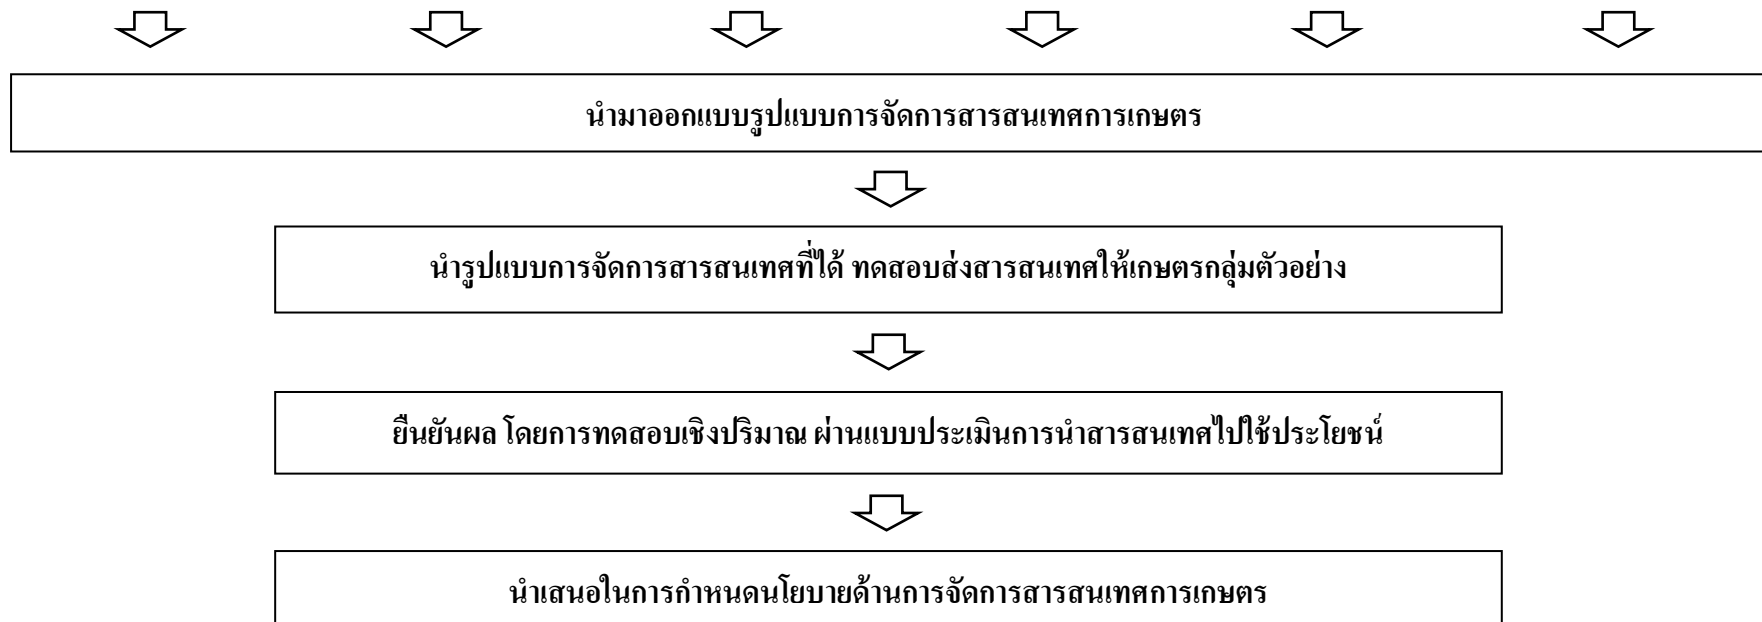 นำมาออกแบบรูปแบบการจัดการสารสนเทศการเกษตร
นำรูปแบบการจัดการสารสนเทศที่ได้ ทดสอบส่งสารสนเทศให้เกษตรกลุ่มตัวอย่าง
ยืนยันผล โดยการทดสอบเชิงปริมาณ ผ่านแบบประเมินการนำสารสนเทศไปใช้ประโยชน์
นำเสนอในการกำหนดนโยบายด้านการจัดการสารสนเทศการเกษตร